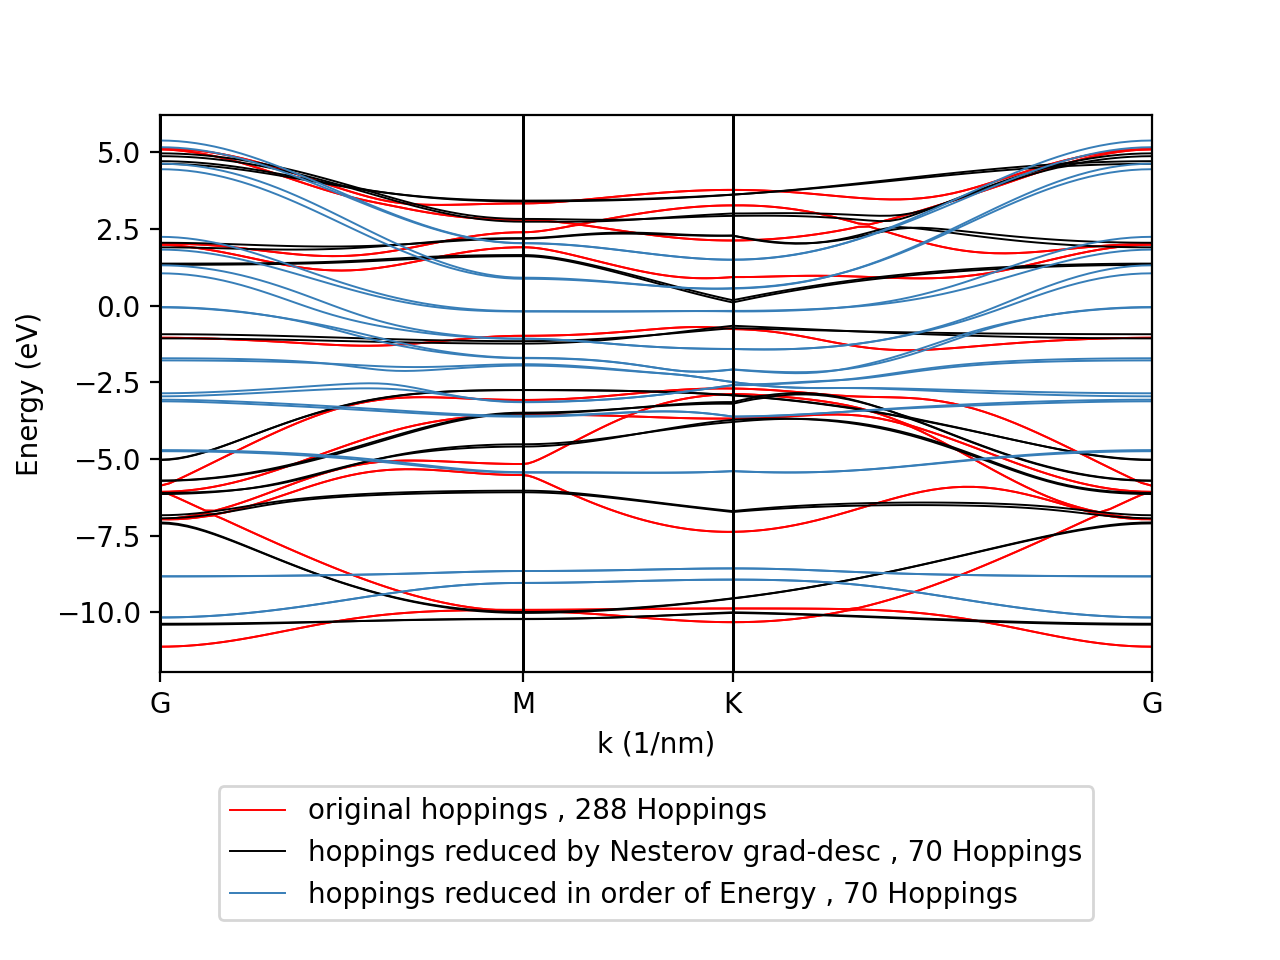 5.0
2.5
0.0
−2.5
−5.0
−7.5
−10.0
Energy (eV)
G M K G
k (1/nm)
original hoppings , 288 Hoppings
hoppings reduced by Nesterov grad-desc , 70 Hoppings
hoppings reduced in order of Energy , 70 Hoppings